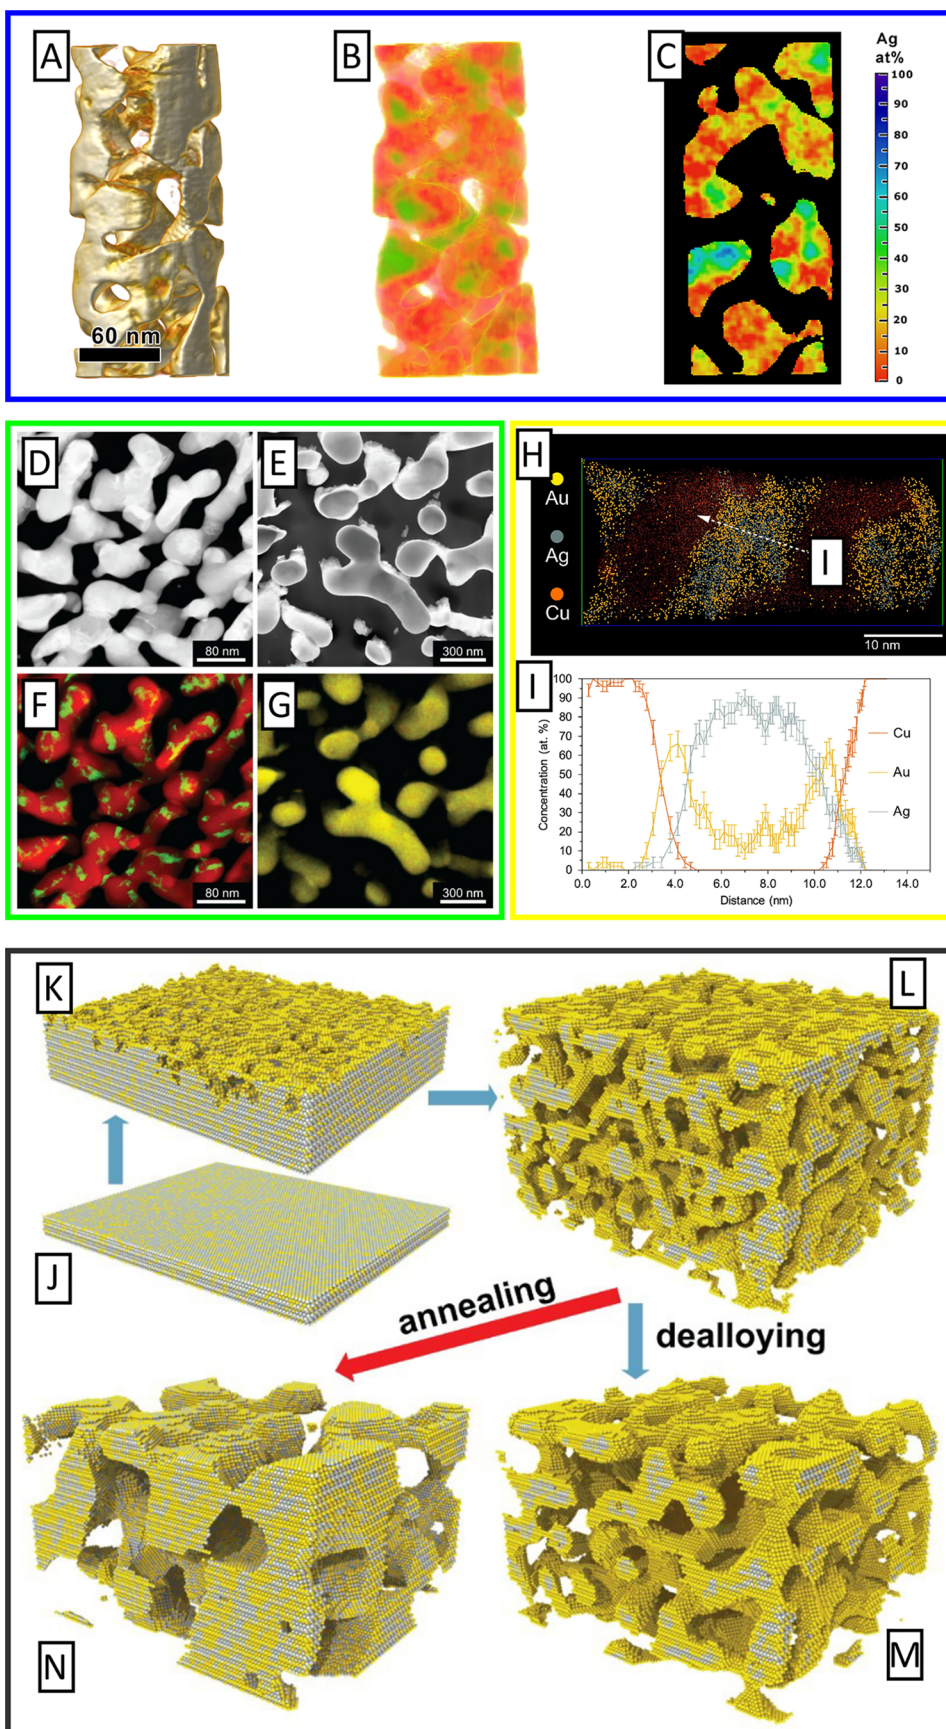 A
B
C
Ag
at%
100
90
80
70
60
50
40
30
20
10
0
60 nm
D
E
80 nm
300 nm
F
G
80 nm
300 nm
H
Au
Ag
Cu
I
10 nm
I
Concentration (at. %)
100
90
80
70
60
50
40
30
20
10
0
Cu
Au
Ag
0.0 2.0 4.0 6.0 8.0 10.0 12.0 14.0
Distance (nm)
K
L
J
annealing
dealloying
N
M